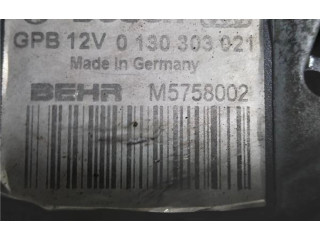 GPB 12V 0 130 303 021
Made in Germany
BEHR M5758002